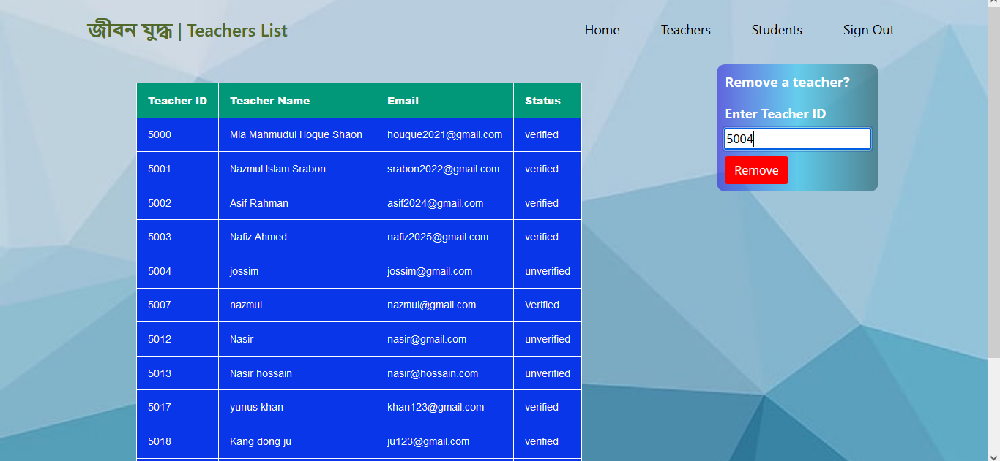 জীবন যুদ্ধ | Teachers List
Home Teachers Students Sign Out
Remove a teacher?
Enter Teacher ID
5004
Remove
Teacher ID Teacher Name Email Status
5000 Mia Mahmudul Hoque Shaon houque2021@gmail.com verified
5001 Nazmul Islam Srabon srabon2022@gmail.com verified
5002 Asif Rahman asif2024@gmail.com verified
5003 Nafiz Ahmed nafiz2025@gmail.com verified
5004 jossim jossim@gmail.com unverified
5007 nazmul nazmul@gmail.com Verified
5012 Nasir nasir@gmail.com unverified
5013 Nasir hossain nasir@hossain.com unverified
5017 yunus khan khan123@gmail.com verified
5018 Kang dong ju ju123@gmail.com verified